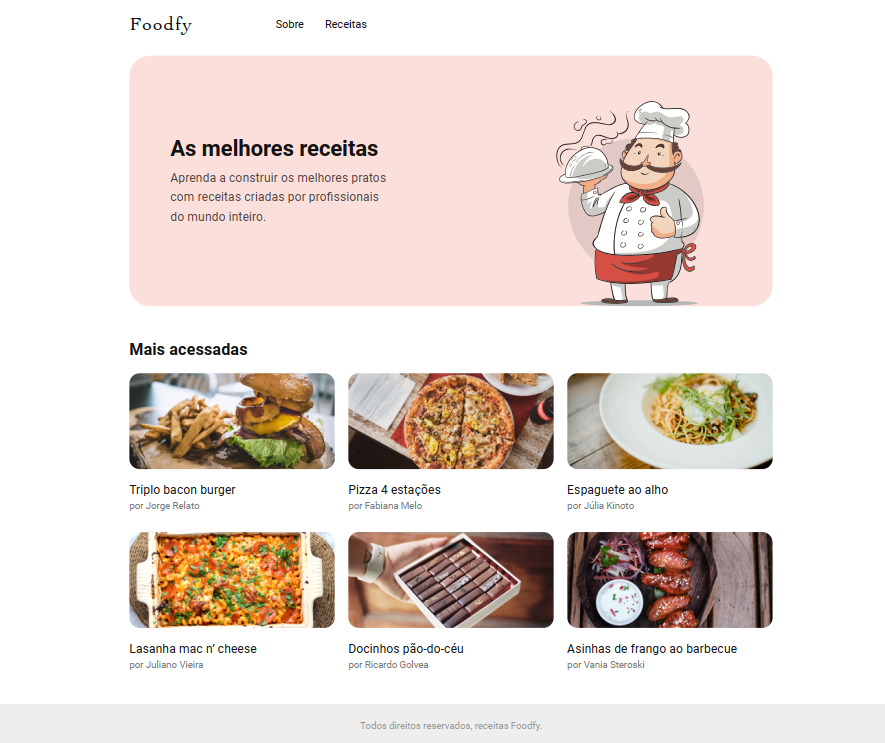 Foodfy
Sobre
Receitas
As melhores receitas
Aprenda a construir os melhores pratos
com receitas criadas por profissionais
do mundo inteiro.
Mais acessadas
Triplo bacon burger
por Jorge Relato
Pizza 4 estações
por Fabiana Melo
Espaguete ao alho
por Júlia Kinoto
Lasanha mac n’ cheese
por Juliano Vieira
Docinhos pão-do-céu
por Ricardo Golvea
Asinhas de frango ao barbecue
por Vania Steroski
Todos direitos reservados, receitas Foodfy.